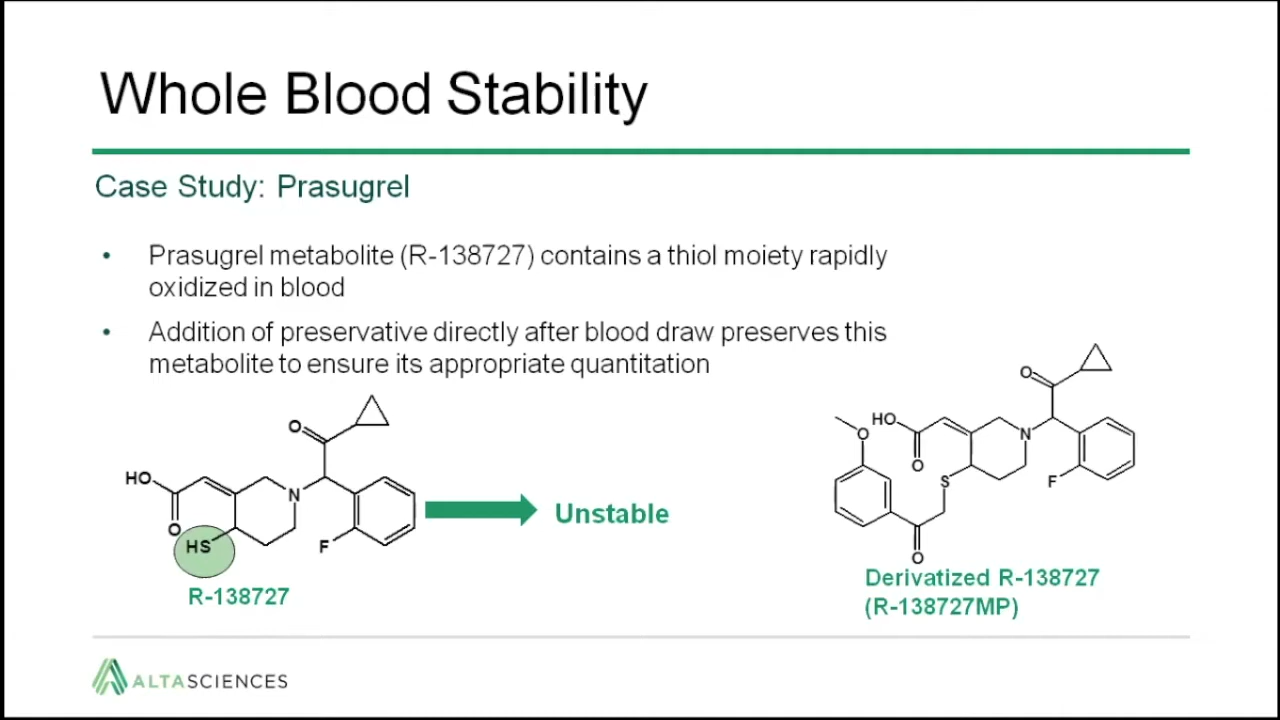 Whole Blood Stability
Case Study: Prasugrel
• Prasugrel metabolite (R-138727) contains a thiol moiety rapidly
oxidized in blood
• Addition of preservative directly after blood draw preserves this
metabolite to ensure its appropriate quantitation
O
HO
N
O
HS
F
R-138727
Unstable
O
HO
O
N
O
S
F
O
Derivatized R-138727
(R-138727MP)
ALTASCIENCES